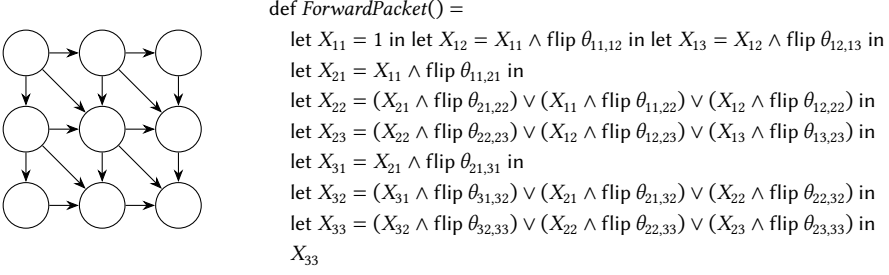 def ForwardPacket() =
let X₁₁ = 1 in let X₁₂ = X₁₁ ∧ flip θ₁₁,₁₂ in let X₁₃ = X₁₂ ∧ flip θ₁₂,₁₃ in
let X₂₁ = X₁₁ ∧ flip θ₁₁,₂₁ in
let X₂₂ = (X₂₁ ∧ flip θ₂₁,₂₂) ∨ (X₁₁ ∧ flip θ₁₁,₂₂) ∨ (X₁₂ ∧ flip θ₁₂,₂₂) in
let X₂₃ = (X₂₂ ∧ flip θ₂₂,₂₃) ∨ (X₁₂ ∧ flip θ₁₂,₂₃) ∨ (X₁₃ ∧ flip θ₁₃,₂₃) in
let X₃₁ = X₂₁ ∧ flip θ₂₁,₃₁ in
let X₃₂ = (X₃₁ ∧ flip θ₃₁,₃₂) ∨ (X₂₁ ∧ flip θ₂₁,₃₂) ∨ (X₂₂ ∧ flip θ₂₂,₃₂) in
let X₃₃ = (X₃₂ ∧ flip θ₃₂,₃₃) ∨ (X₂₂ ∧ flip θ₂₂,₃₃) ∨ (X₂₃ ∧ flip θ₂₃,₃₃) in
X₃₃